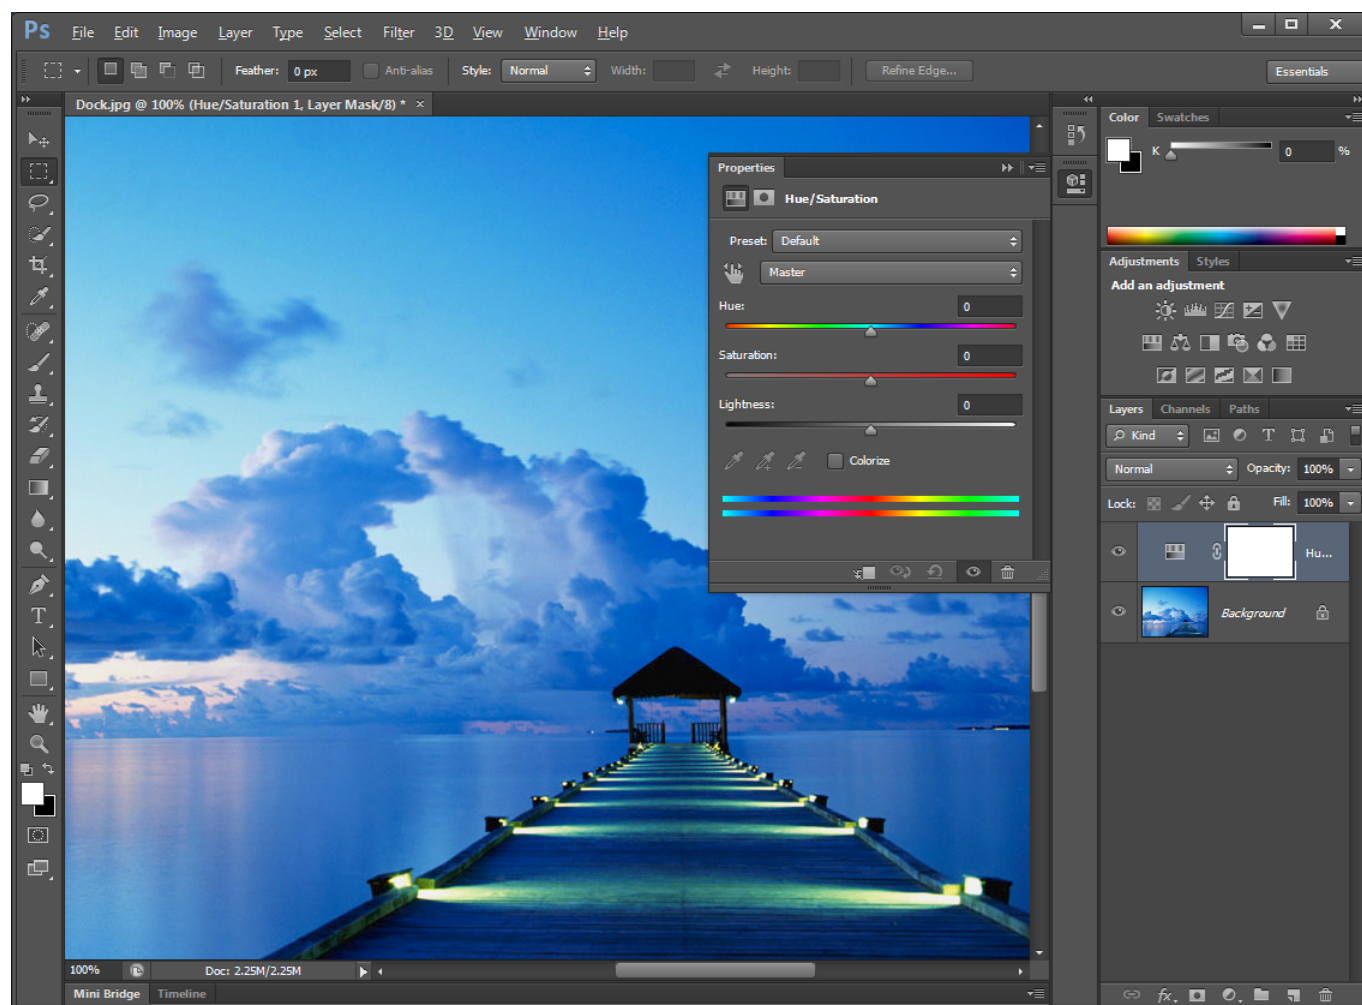 Ps File Edit Image Layer Type Select Filter 3D View Window Help
Feather: 0 px Anti-alias Style: Normal Width: Height: Refine Edge... Essentials
Dock.jpg @ 100% (Hue/Saturation 1, Layer Mask/8) * ×
Properties
Hue/Saturation
Preset: Default
Master
Hue: 0
Saturation: 0
Lightness: 0
Colorize
Color Swatches
K 0 %
Adjustments Styles
Add an adjustment
Layers Channels Paths
Kind
Normal Opacity: 100%
Lock: Fill: 100%
Hu...
Background
100% Doc: 2.25M/2.25M
Mini Bridge Timeline